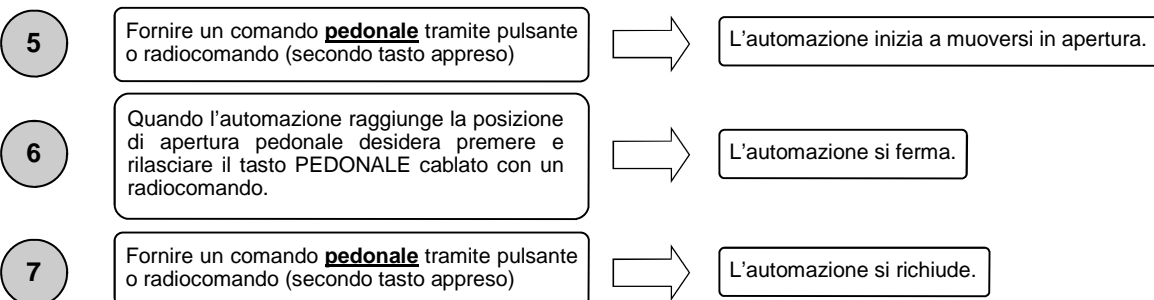 5
Fornire un comando pedonale tramite pulsante
o radiocomando (secondo tasto appreso)
L'automazione inizia a muoversi in apertura.
6
Quando l'automazione raggiunge la posizione
di apertura pedonale desidera premere e
rilasciare il tasto PEDONALE cablato con un
radiocomando.
L'automazione si ferma.
7
Fornire un comando pedonale tramite pulsante
o radiocomando (secondo tasto appreso)
L'automazione si richiude.